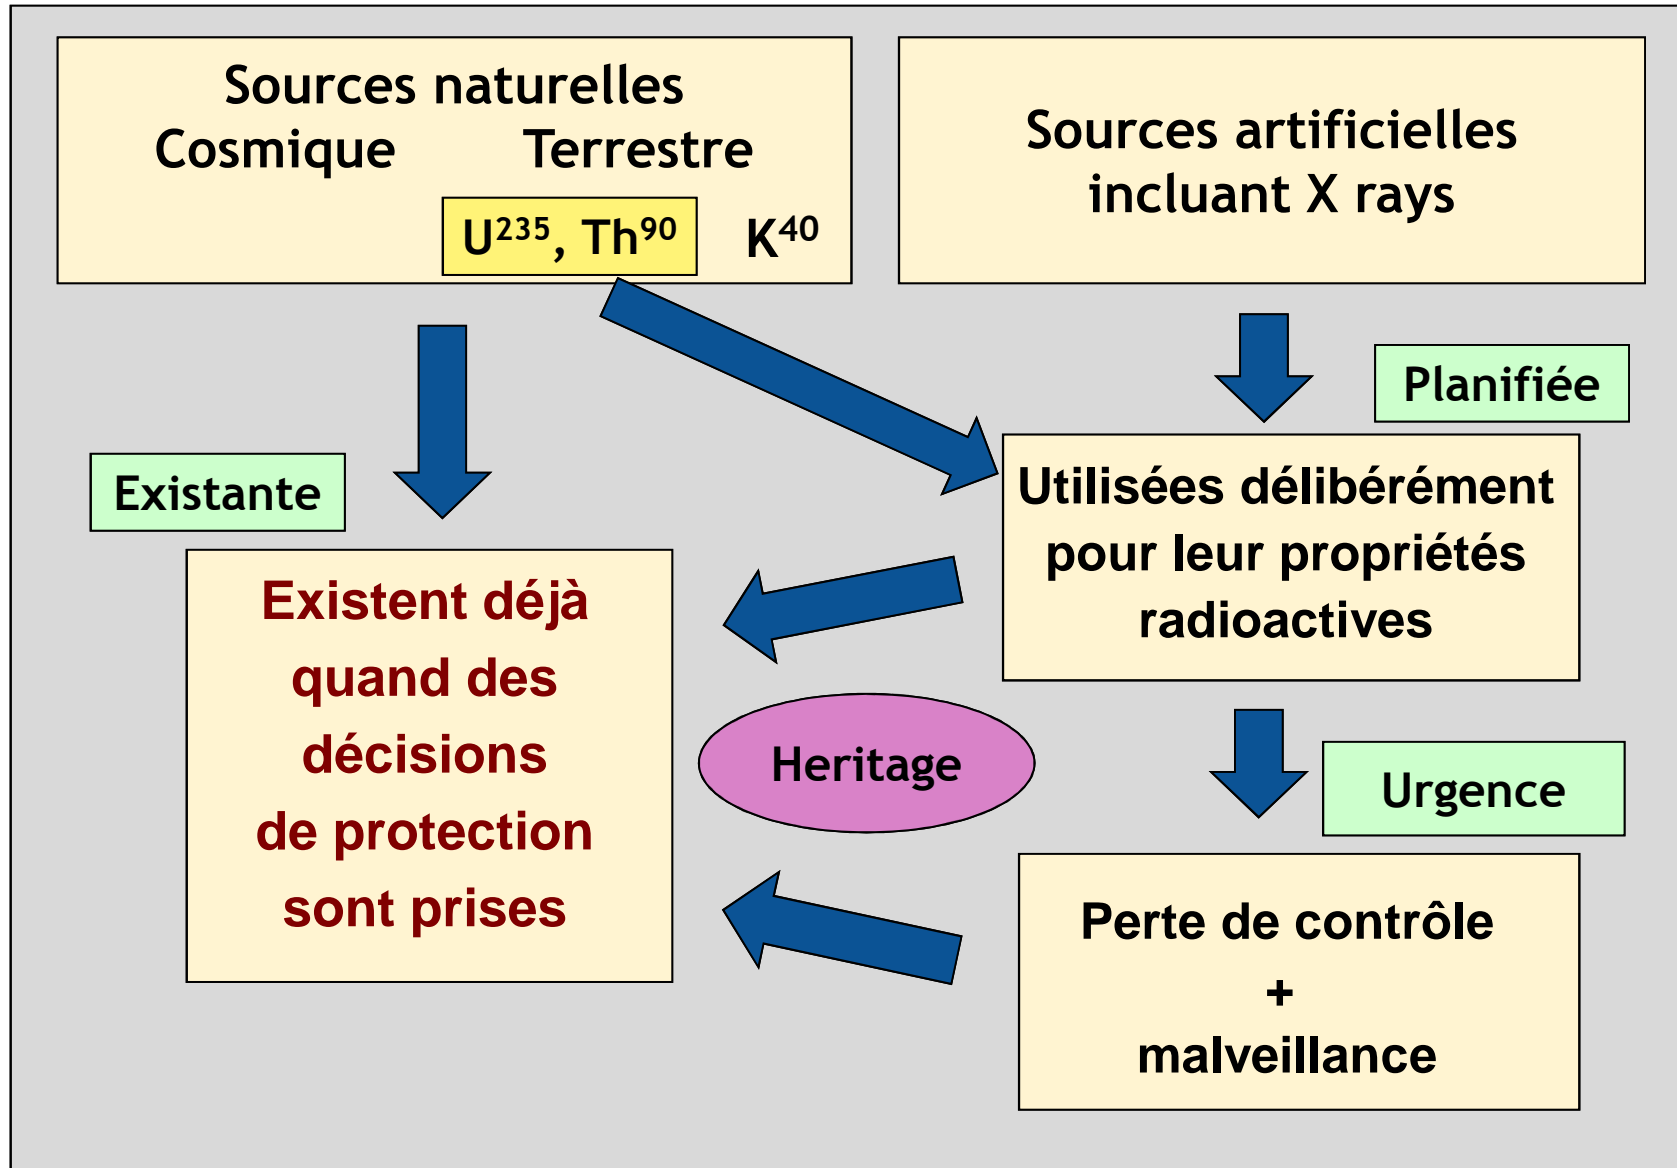 Sources naturelles
Cosmique Terrestre
U²³⁵, Th⁹⁰ K⁴⁰
Sources artificielles
incluant X rays
Planifiée
Existante
Utilisées délibérément
pour leur propriétés
radioactives
Existent déjà
quand des
décisions
de protection
sont prises
Heritage
Urgence
Perte de contrôle
+
malveillance